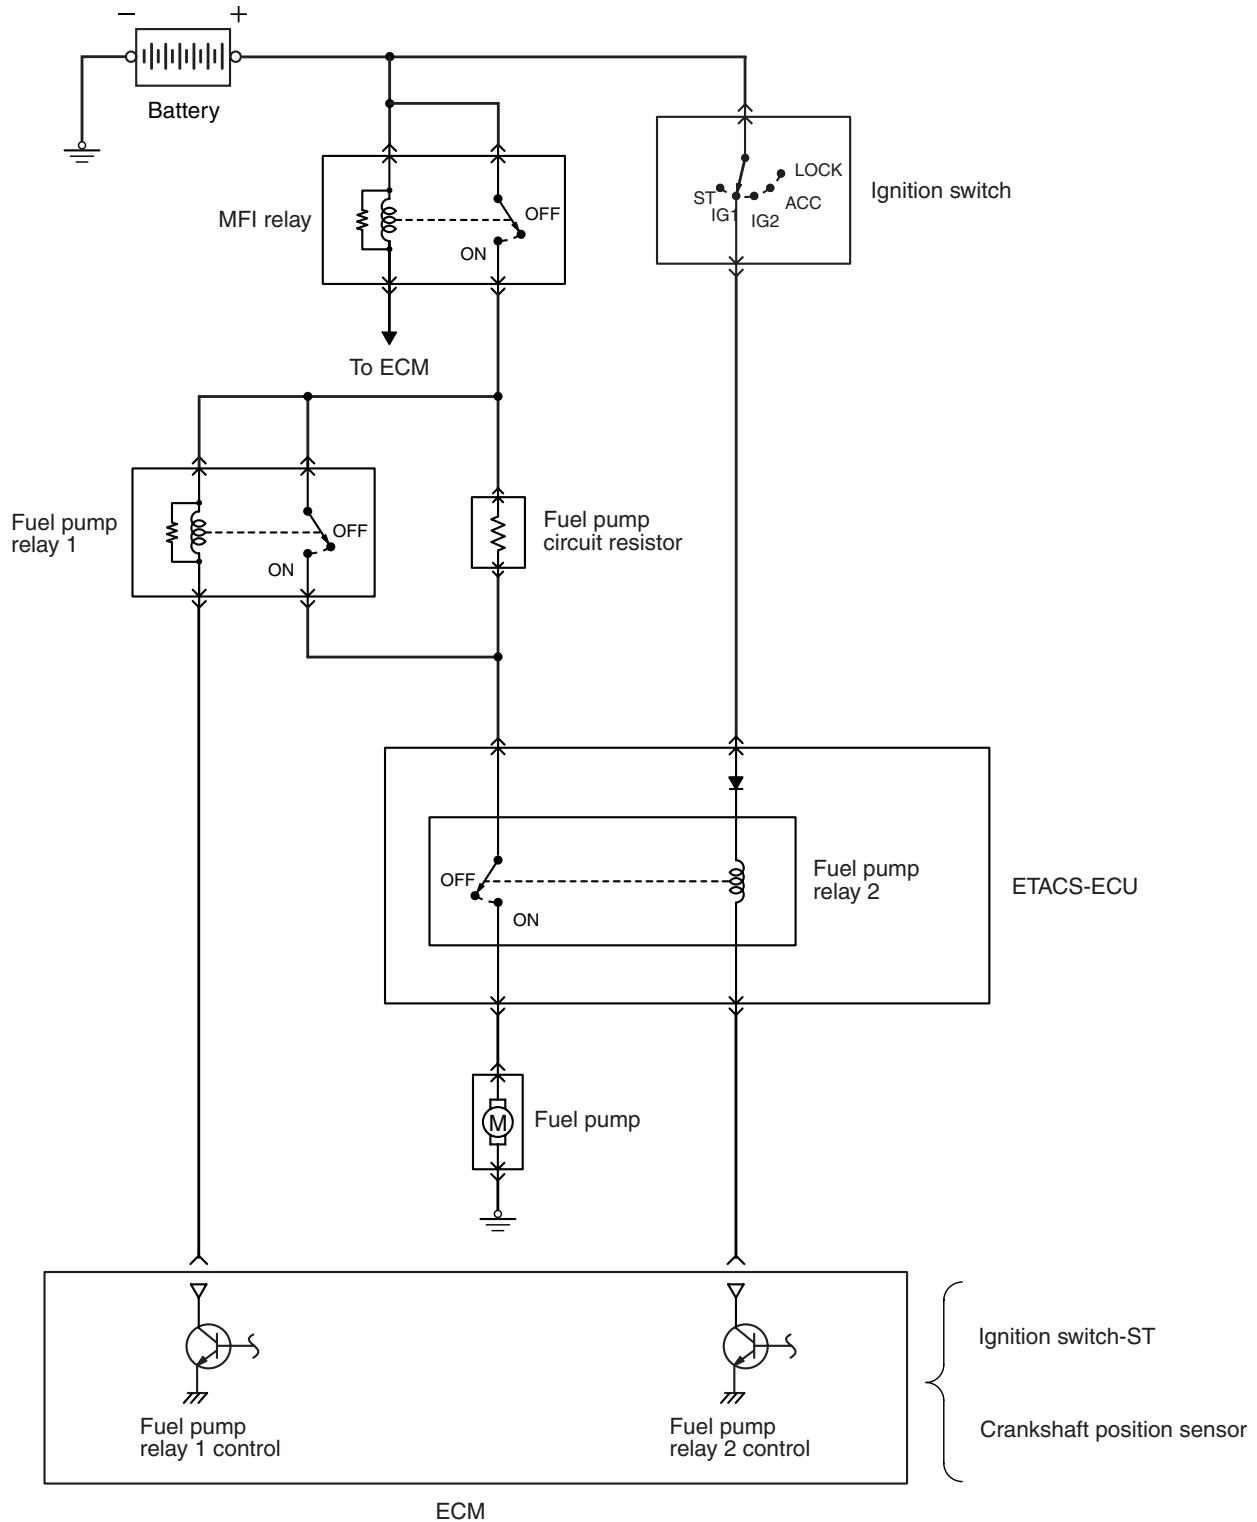 − +
Battery
MFI relay
OFF
ON
To ECM
LOCK
ST
ACC
IG1
IG2
Ignition switch
Fuel pump
relay 1
OFF
ON
Fuel pump
circuit resistor
OFF
ON
Fuel pump
relay 2
ETACS-ECU
M
Fuel pump
Fuel pump
relay 1 control
Fuel pump
relay 2 control
Ignition switch-ST
Crankshaft position sensor
ECM